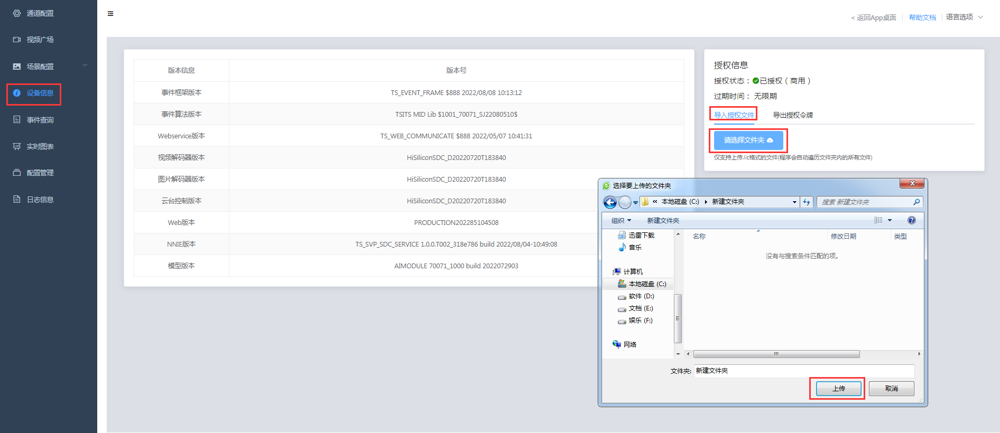 通道配置
视频广场
场景配置
设备信息
事件查询
实时图表
配置管理
日志信息
< 返回App桌面
帮助文档
语言选项
版本信息 版本号
事件框架版本 TS_EVENT_FRAME $888 2022/08/08 10:13:12
事件算法版本 TSITS MID Lib $1001_70071_SJ22080510$
Webservice版本 TS_WEB_COMMUNICATE $888 2022/05/07 10:41:31
视频解码器版本 HiSiliconSDC_D20220720T183840
图片解码器版本 HiSiliconSDC_D20220720T183840
云台控制版本 HiSiliconSDC_D20220720T183840
Web版本 PRODUCTION202285104508
NNIE版本 TS_SVP_SDC_SERVICE 1.0.0.T002_318e786 build 2022/08/04-10:49:08
模型版本 AIMODULE 70071_1000 build 2022072903
授权信息
授权状态：已授权（商用）
过期时间： 无限期
导入授权文件 导出授权令牌
请选择文件夹
仅支持上传.lic格式的文件(程序会自动遍历文件夹内的所有文件)
选择要上传的文件夹
« 本地磁盘 (C:) 新建文件夹
搜索 新建文件夹
组织 新建文件夹
名称 修改日期 类型
没有与搜索条件匹配的项。
迅雷下载
音乐
计算机
本地磁盘 (C:)
软件 (D:)
文档 (E:)
娱乐 (F:)
网络
文件夹: 新建文件夹
上传 取消